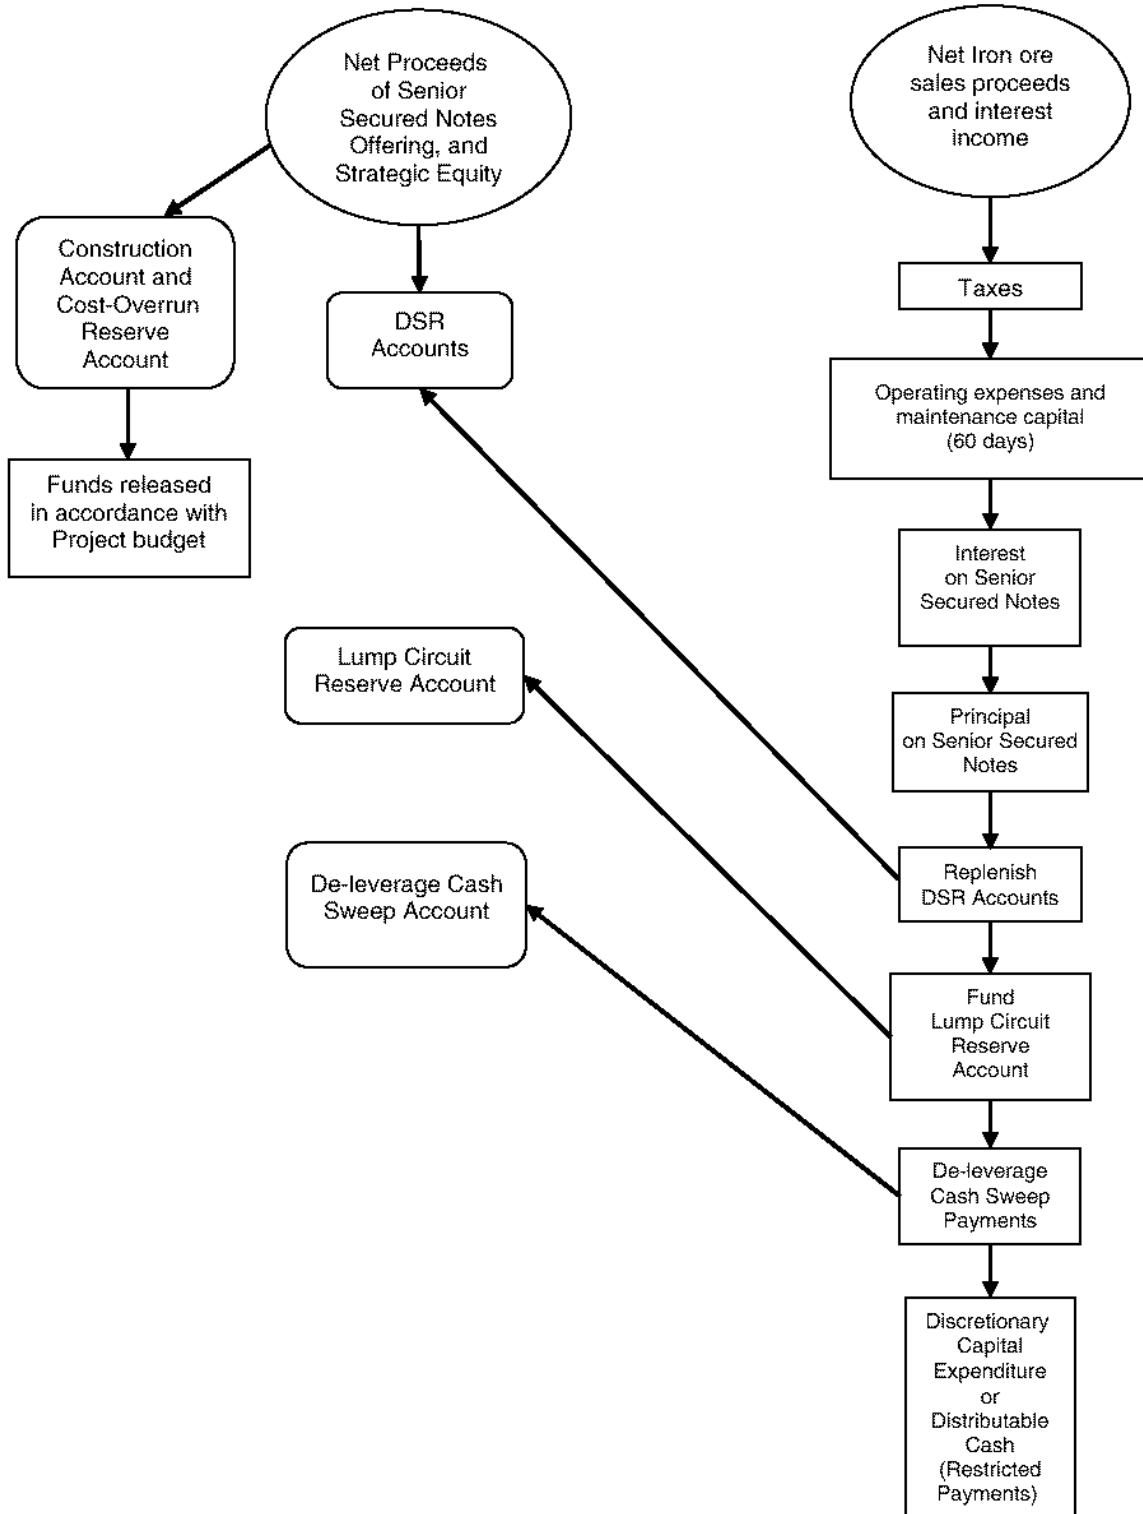 Net Proceeds
of Senior
Secured Notes
Offering, and
Strategic Equity
Net Iron ore
sales proceeds
and interest
income
Construction
Account and
Cost-Overrun
Reserve
Account
DSR
Accounts
Taxes
Operating expenses and
maintenance capital
(60 days)
Funds released
in accordance with
Project budget
Interest
on Senior
Secured Notes
Lump Circuit
Reserve Account
Principal
on Senior Secured
Notes
De-leverage Cash
Sweep Account
Replenish
DSR Accounts
Fund
Lump Circuit
Reserve
Account
De-leverage
Cash Sweep
Payments
Discretionary
Capital
Expenditure
or
Distributable
Cash
(Restricted
Payments)